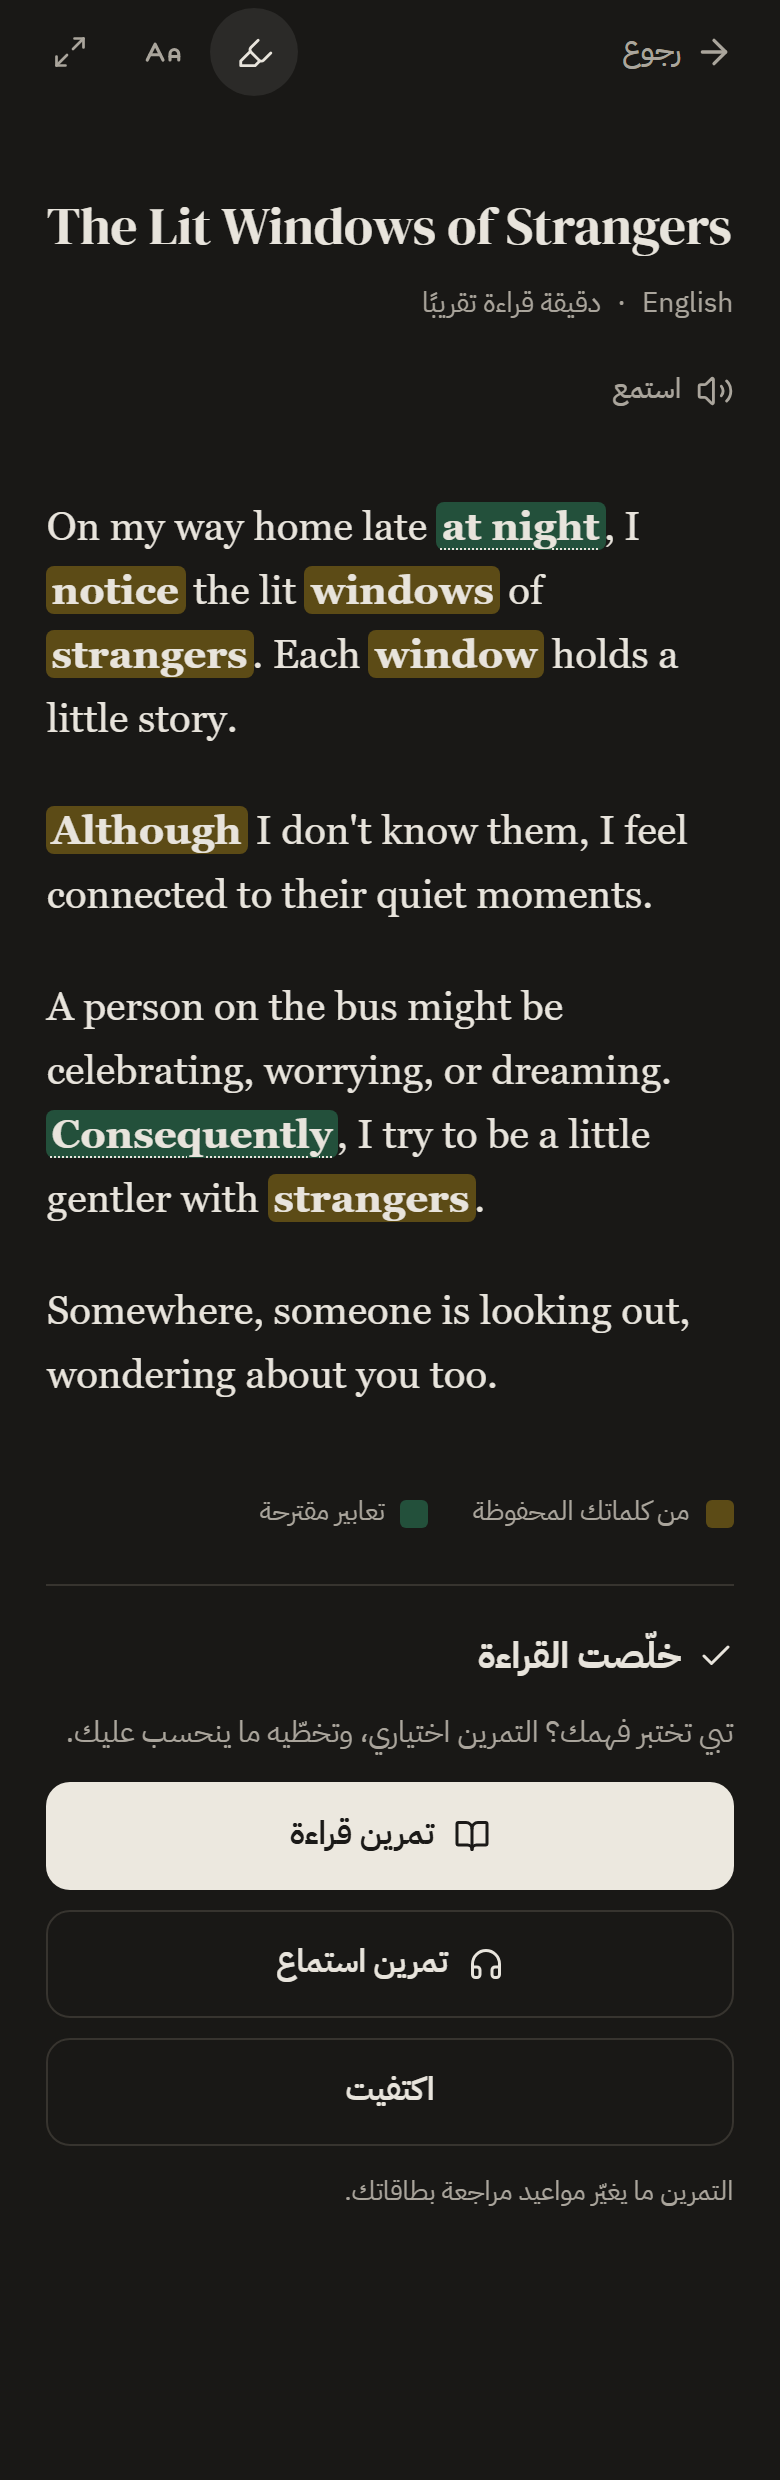 رجوع
The Lit Windows of Strangers
English · دقيقة قراءة تقريبًا
استمع
On my way home late at night, I
notice the lit windows of
strangers. Each window holds a
little story.
Although I don't know them, I feel
connected to their quiet moments.
A person on the bus might be
celebrating, worrying, or dreaming.
Consequently, I try to be a little
gentler with strangers.
Somewhere, someone is looking out,
wondering about you too.
من كلماتك المحفوظة تعابير مقترحة
خلّصت القراءة
تبي تختبر فهمك؟ التمرين اختياري، وتخطّيه ما ينحسب عليك.
تمرين قراءة
تمرين استماع
اكتفيت
التمرين ما يغيّر مواعيد مراجعة بطاقاتك.